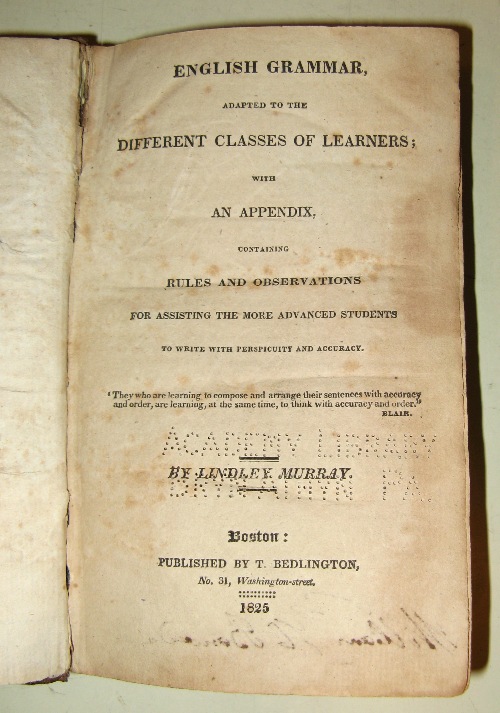 ENGLISH GRAMMAR,
ADAPTED TO THE
DIFFERENT CLASSES OF LEARNERS;
WITH
AN APPENDIX,
CONTAINING
RULES AND OBSERVATIONS
FOR ASSISTING THE MORE ADVANCED STUDENTS
TO WRITE WITH PERSPICUITY AND ACCURACY.
"They who are learning to compose and arrange their sentences with accuracy
and order, are learning, at the same time, to think with accuracy and order."
BLAIR.
ACADEMY LIBRARY
BY LINDLEY MURRAY.
PA.
Boston:
PUBLISHED BY T. BEDLINGTON,
No. 31, Washington-street.
1825